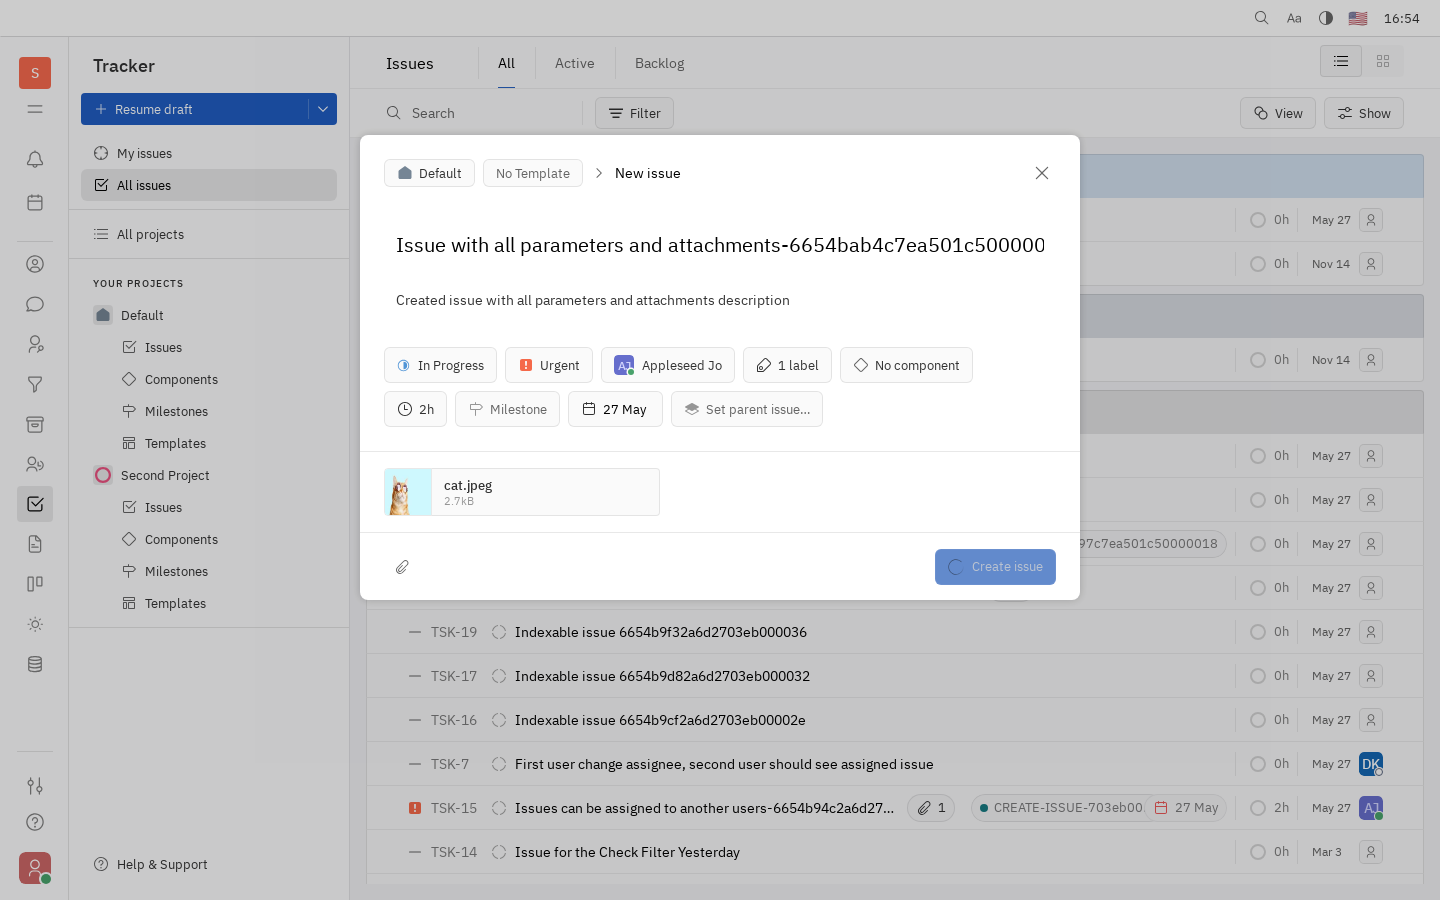 Aa 16:54
S
Tracker
Resume draft
My issues
All issues
All projects
YOUR PROJECTS
Default
Issues
Components
Milestones
Templates
Second Project
Issues
Components
Milestones
Templates
Help & Support
Issues All Active Backlog
Search Filter View Show
Default No Template New issue
Issue with all parameters and attachments-6654bab4c7ea501c500000
Created issue with all parameters and attachments description
In Progress Urgent AJ Appleseed Jo 1 label No component
2h Milestone 27 May Set parent issue...
cat.jpeg
2.7kB
Create issue
0h May 27
0h Nov 14
0h Nov 14
0h May 27
0h May 27
97c7ea501c50000018 0h May 27
0h May 27
TSK-19 Indexable issue 6654b9f32a6d2703eb000036 0h May 27
TSK-17 Indexable issue 6654b9d82a6d2703eb000032 0h May 27
TSK-16 Indexable issue 6654b9cf2a6d2703eb00002e 0h May 27
TSK-7 First user change assignee, second user should see assigned issue 0h May 27 DK
TSK-15 Issues can be assigned to another users-6654b94c2a6d27... 1 CREATE-ISSUE-703eb00 27 May 2h May 27 AJ
TSK-14 Issue for the Check Filter Yesterday 0h Mar 3